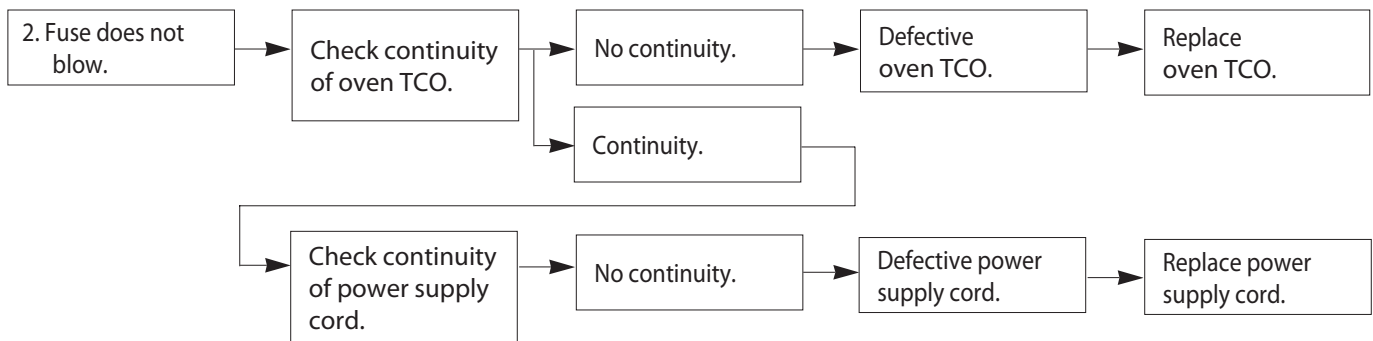 2. Fuse does not
blow.
Check continuity
of oven TCO.
No continuity.
Defective
oven TCO.
Replace
oven TCO.
Continuity.
Check continuity
of power supply
cord.
No continuity.
Defective power
supply cord.
Replace power
supply cord.